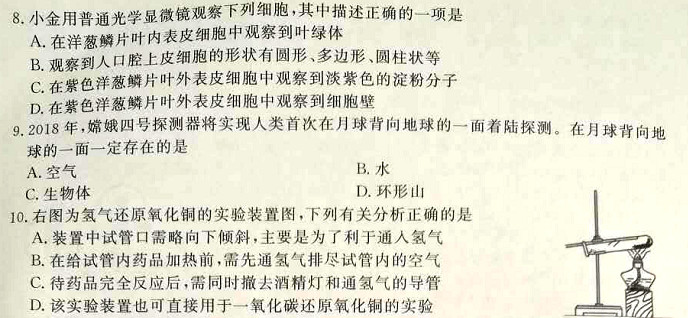 8. 小金用普通光学显微镜观察下列细胞,其中描述正确的一项是
A. 在洋葱鳞片叶内表皮细胞中观察到叶绿体
B. 观察到人口腔上皮细胞的形状有圆形、多边形、圆柱状等
C. 在紫色洋葱鳞片叶外表皮细胞中观察到淡紫色的淀粉分子
D. 在紫色洋葱鳞片叶外表皮细胞中观察到细胞壁
9. 2018年,嫦娥四号探测器将实现人类首次在月球背向地球的一面着陆探测。在月球背向地
球的一面一定存在的是
A. 空气 B. 水
C. 生物体 D. 环形山
10. 右图为氢气还原氧化铜的实验装置图,下列有关分析正确的是
A. 装置中试管口需略向下倾斜,主要是为了利于通入氢气
B. 在给试管内药品加热前,需先通氢气排尽试管内的空气
C. 待药品完全反应后,需同时撤去酒精灯和通氢气的导管
D. 该实验装置也可直接用于一氧化碳还原氧化铜的实验